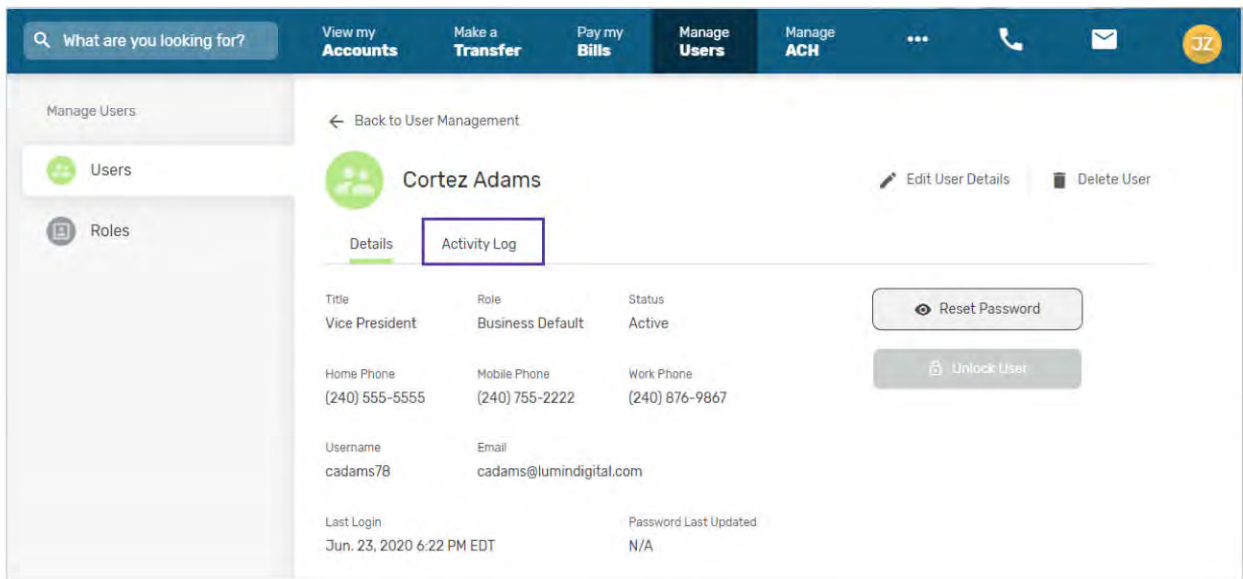 What are you looking for?
View my Accounts
Make a Transfer
Pay my Bills
Manage Users
Manage ACH
JZ
Manage Users
Users
Roles
Back to User Management
Cortez Adams
Edit User Details
Delete User
Details
Activity Log
Title
Role
Status
Vice President
Business Default
Active
Reset Password
Unlock User
Home Phone
Mobile Phone
Work Phone
(240) 555-5555
(240) 755-2222
(240) 876-9867
Username
Email
cadams78
cadams@lumindigital.com
Last Login
Password Last Updated
Jun. 23, 2020 6:22 PM EDT
N/A